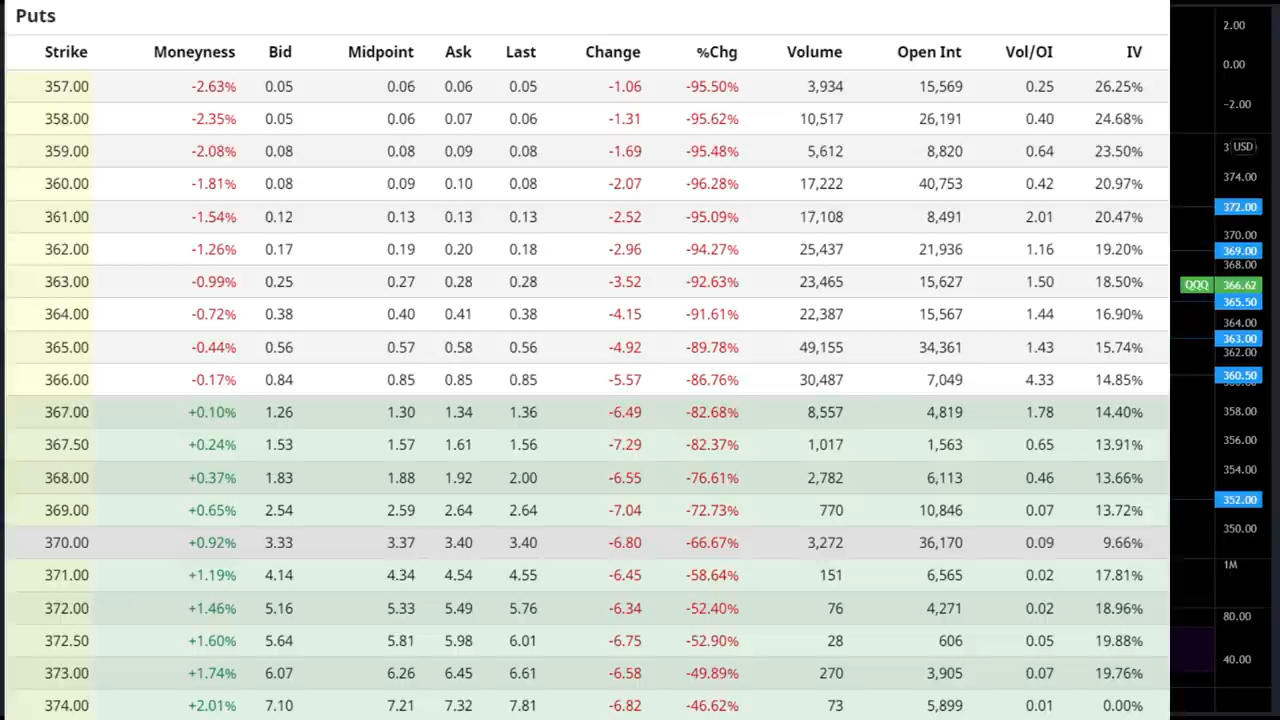 Puts
Strike Moneyness Bid Midpoint Ask Last Change %Chg Volume Open Int Vol/OI IV
357.00 -2.63% 0.05 0.06 0.06 0.05 -1.06 -95.50% 3,934 15,569 0.25 26.25%
358.00 -2.35% 0.05 0.06 0.07 0.06 -1.31 -95.62% 10,517 26,191 0.40 24.68%
359.00 -2.08% 0.08 0.08 0.09 0.08 -1.69 -95.48% 5,612 8,820 0.64 23.50%
360.00 -1.81% 0.08 0.09 0.10 0.08 -2.07 -96.28% 17,222 40,753 0.42 20.97%
361.00 -1.54% 0.12 0.13 0.13 0.13 -2.52 -95.09% 17,108 8,491 2.01 20.47%
362.00 -1.26% 0.17 0.19 0.20 0.18 -2.96 -94.27% 25,437 21,936 1.16 19.20%
363.00 -0.99% 0.25 0.27 0.28 0.28 -3.52 -92.63% 23,465 15,627 1.50 18.50%
364.00 -0.72% 0.38 0.40 0.41 0.38 -4.15 -91.61% 22,387 15,567 1.44 16.90%
365.00 -0.44% 0.56 0.57 0.58 0.56 -4.92 -89.78% 49,155 34,361 1.43 15.74%
366.00 -0.17% 0.84 0.85 0.85 0.85 -5.57 -86.76% 30,487 7,049 4.33 14.85%
367.00 +0.10% 1.26 1.30 1.34 1.36 -6.49 -82.68% 8,557 4,819 1.78 14.40%
367.50 +0.24% 1.53 1.57 1.61 1.56 -7.29 -82.37% 1,017 1,563 0.65 13.91%
368.00 +0.37% 1.83 1.88 1.92 2.00 -6.55 -76.61% 2,782 6,113 0.46 13.66%
369.00 +0.65% 2.54 2.59 2.64 2.64 -7.04 -72.73% 770 10,846 0.07 13.72%
370.00 +0.92% 3.33 3.37 3.40 3.40 -6.80 -66.67% 3,272 36,170 0.09 9.66%
371.00 +1.19% 4.14 4.34 4.54 4.55 -6.45 -58.64% 151 6,565 0.02 17.81%
372.00 +1.46% 5.16 5.33 5.49 5.76 -6.34 -52.40% 76 4,271 0.02 18.96%
372.50 +1.60% 5.64 5.81 5.98 6.01 -6.75 -52.90% 28 606 0.05 19.88%
373.00 +1.74% 6.07 6.26 6.45 6.61 -6.58 -49.89% 270 3,905 0.07 19.76%
374.00 +2.01% 7.10 7.21 7.32 7.81 -6.82 -46.62% 73 5,899 0.01 0.00%
2.00
0.00
−2.00
USD
374.00
372.00
370.00
369.00
368.00
QQQ 366.62
365.50
364.00
363.00
362.00
360.50
358.00
356.00
354.00
352.00
350.00
1M
80.00
40.00